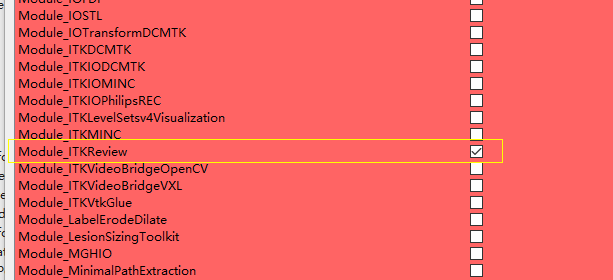 Module_IOSTL
Module_IOTransformDCMTK
Module_ITKDCMTK
Module_ITKIODCMTK
Module_ITKIOMINC
Module_ITKIOPhilipsREC
Module_ITKLevelSetsv4Visualization
Module_ITKMINC
Module_ITKReview
Module_ITKVideoBridgeOpenCV
Module_ITKVideoBridgeVXL
Module_ITKVtkGlue
Module_LabelErodeDilate
Module_LesionSizingToolkit
Module_MGHIO
Module_MinimalPathExtraction